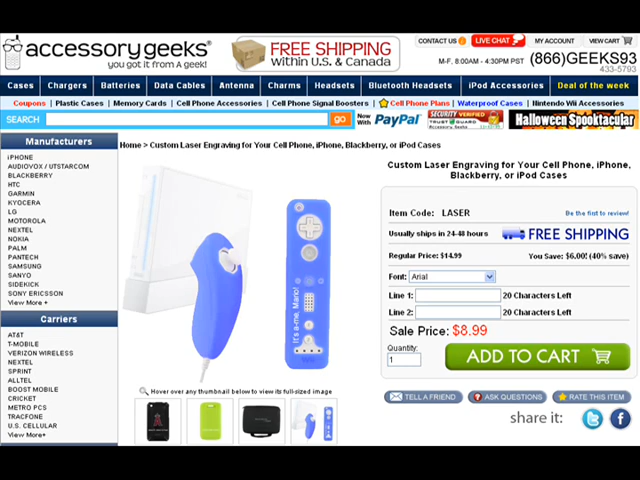 accessorygeeks
you got it from A geek!
FREE SHIPPING
within U.S. & Canada
CONTACT US
LIVE CHAT
MY ACCOUNT
VIEW CART
M-F, 8:00AM - 4:30PM PST
(866)GEEKS93
433-5793
Cases
Chargers
Batteries
Data Cables
Antenna
Charms
Headsets
Bluetooth Headsets
iPod Accessories
Deal of the week
Coupons | Plastic Cases | Memory Cards | Cell Phone Accessories | Cell Phone Signal Boosters | Cell Phone Plans | Waterproof Cases | Nintendo Wii Accessories
SEARCH
go
Now With PayPal
SECURITY VERIFIED
Halloween Spooktacular
Manufacturers
Home > Custom Laser Engraving for Your Cell Phone, iPhone, Blackberry, or iPod Cases
iPHONE
AUDIOVOX / UTSTARCOM
BLACKBERRY
HTC
GARMIN
KYOCERA
LG
MOTOROLA
NEXTEL
NOKIA
PALM
PANTECH
SAMSUNG
SANYO
SIDEKICK
SONY ERICSSON
View More +
Carriers
AT&T
T-MOBILE
VERIZON WIRELESS
NEXTEL
SPRINT
ALLTEL
BOOST MOBILE
CRICKET
METRO PCS
TRACFONE
U.S. CELLULAR
View More+
It's-a-me, Mario!
Hover over any thumbnail below to view its full-sized image
Custom Laser Engraving for Your Cell Phone, iPhone,
Blackberry, or iPod Cases
Item Code: LASER
Be the first to review!
Usually ships in 24-48 hours
FREE SHIPPING
Regular Price: $14.99
You Save: $6.00! (40% save)
Font: Arial
Line 1: 20 Characters Left
Line 2: 20 Characters Left
Sale Price: $8.99
Quantity:
1
ADD TO CART
TELL A FRIEND
ASK QUESTIONS
RATE THIS ITEM
share it: